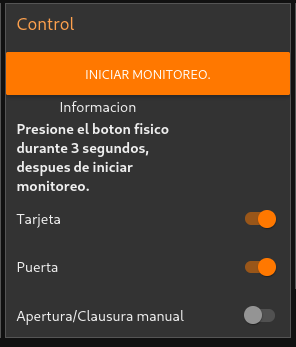 Control
INICIAR MONITOREO.
Informacion
Presione el boton fisico
durante 3 segundos,
despues de iniciar
monitoreo.
Tarjeta
Puerta
Apertura/Clausura manual